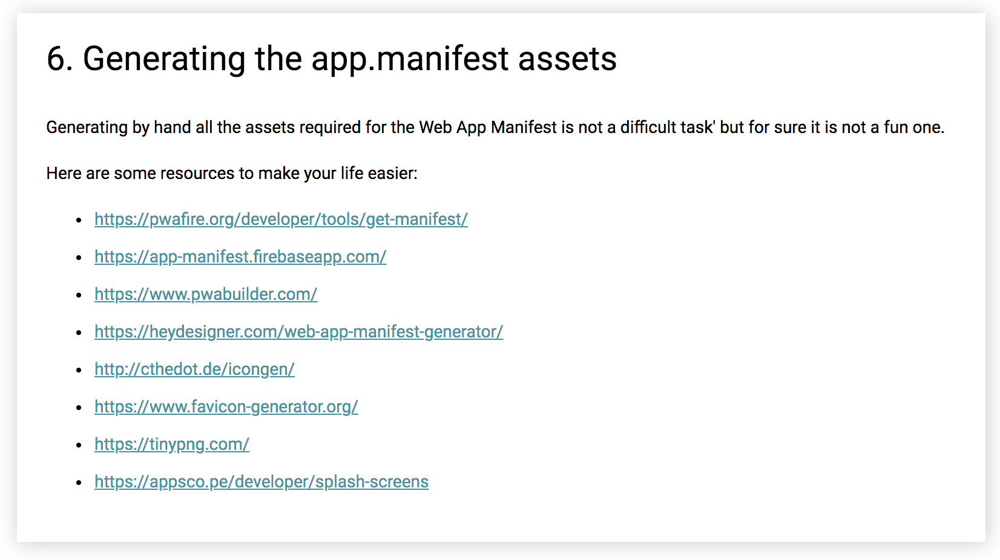 6. Generating the app.manifest assets
Generating by hand all the assets required for the Web App Manifest is not a difficult task' but for sure it is not a fun one.
Here are some resources to make your life easier:
• https://pwafire.org/developer/tools/get-manifest/
• https://app-manifest.firebaseapp.com/
• https://www.pwabuilder.com/
• https://heydesigner.com/web-app-manifest-generator/
• http://cthedot.de/icongen/
• https://www.favicon-generator.org/
• https://tinypng.com/
• https://appsco.pe/developer/splash-screens